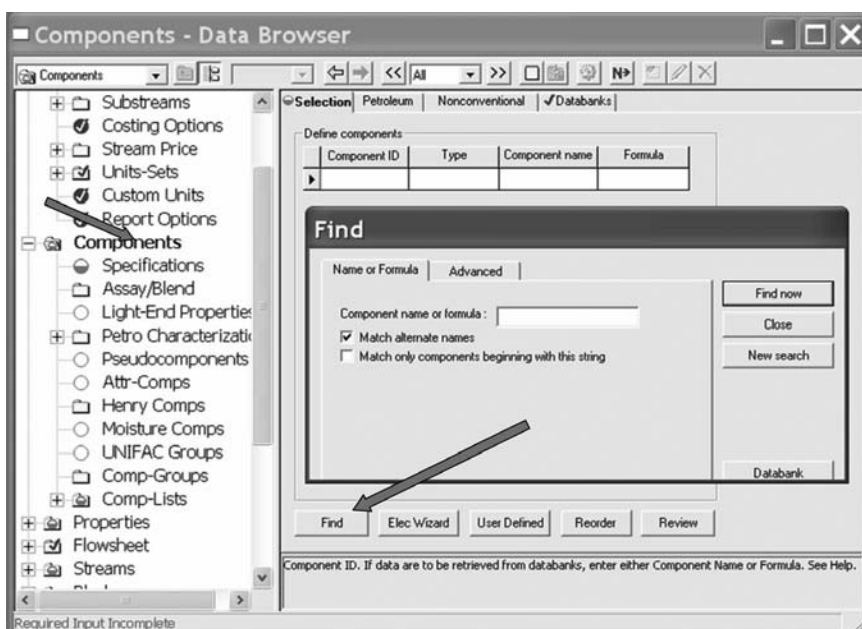 Components - Data Browser
Components
All
N
Substreams
Costing Options
Stream Price
Units-Sets
Custom Units
Report Options
Components
Specifications
Assay/Blend
Light-End Properties
Petro Characterizatio
Pseudocomponents
Attr-Comps
Henry Comps
Moisture Comps
UNIFAC Groups
Comp-Groups
Comp-Lists
Properties
Flowsheet
Streams
Selection Petroleum Nonconventional Databanks
Define components
Component ID Type Component name Formula
Find
Name or Formula Advanced
Component name or formula :
Match alternate names
Match only components beginning with this string
Find now
Close
New search
Databank
Find Elec Wizard User Defined Reorder Review
Component ID. If data are to be retrieved from databanks, enter either Component Name or Formula. See Help.
Required Input Incomplete